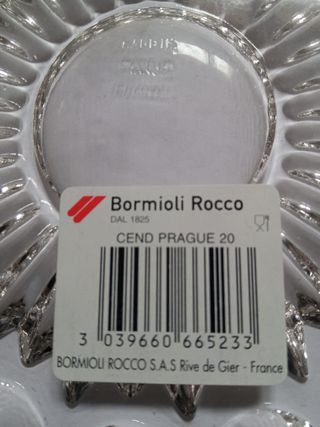 Bormioli Rocco
DAL 1825
CEND PRAGUE 20
3 039660 665233
BORMIOLI ROCCO S.A.S Rive de Gier - France